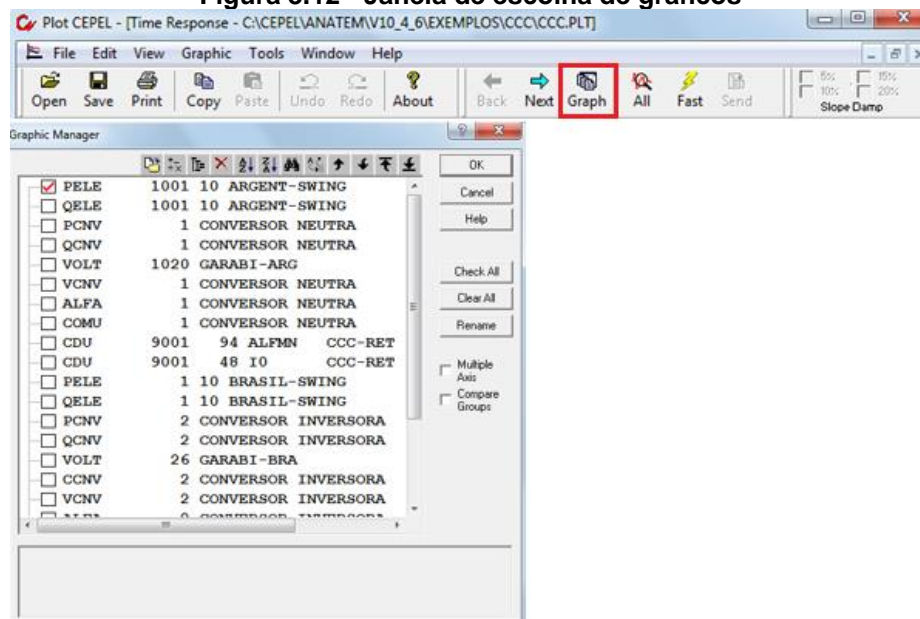 Figura 3.12 - Janela de escolha de gráficos
Plot CEPEL - [Time Response - C:\CEPEL\ANATEM\V10_4_6\EXEMPLOS\CCC\CCC.PLT]
File Edit View Graphic Tools Window Help
Open Save Print Copy Paste Undo Redo About Back Next Graph All Fast Send
5% 15%
10% 20%
Slope Damp
Graphic Manager
OK
Cancel
Help
Check All
Clear All
Rename
Multiple Axis
Compare Groups
PELE 1001 10 ARGENT-SWING
QELE 1001 10 ARGENT-SWING
PCNV 1 CONVERSOR NEUTRA
QCNV 1 CONVERSOR NEUTRA
VOLT 1020 GARABI-ARG
VCNV 1 CONVERSOR NEUTRA
ALFA 1 CONVERSOR NEUTRA
COMU 1 CONVERSOR NEUTRA
CDU 9001 94 ALFMN CCC-RET
CDU 9001 48 I0 CCC-RET
PELE 1 10 BRASIL-SWING
QELE 1 10 BRASIL-SWING
PCNV 2 CONVERSOR INVERSORA
QCNV 2 CONVERSOR INVERSORA
VOLT 26 GARABI-BRA
CCNV 2 CONVERSOR INVERSORA
VCNV 2 CONVERSOR INVERSORA